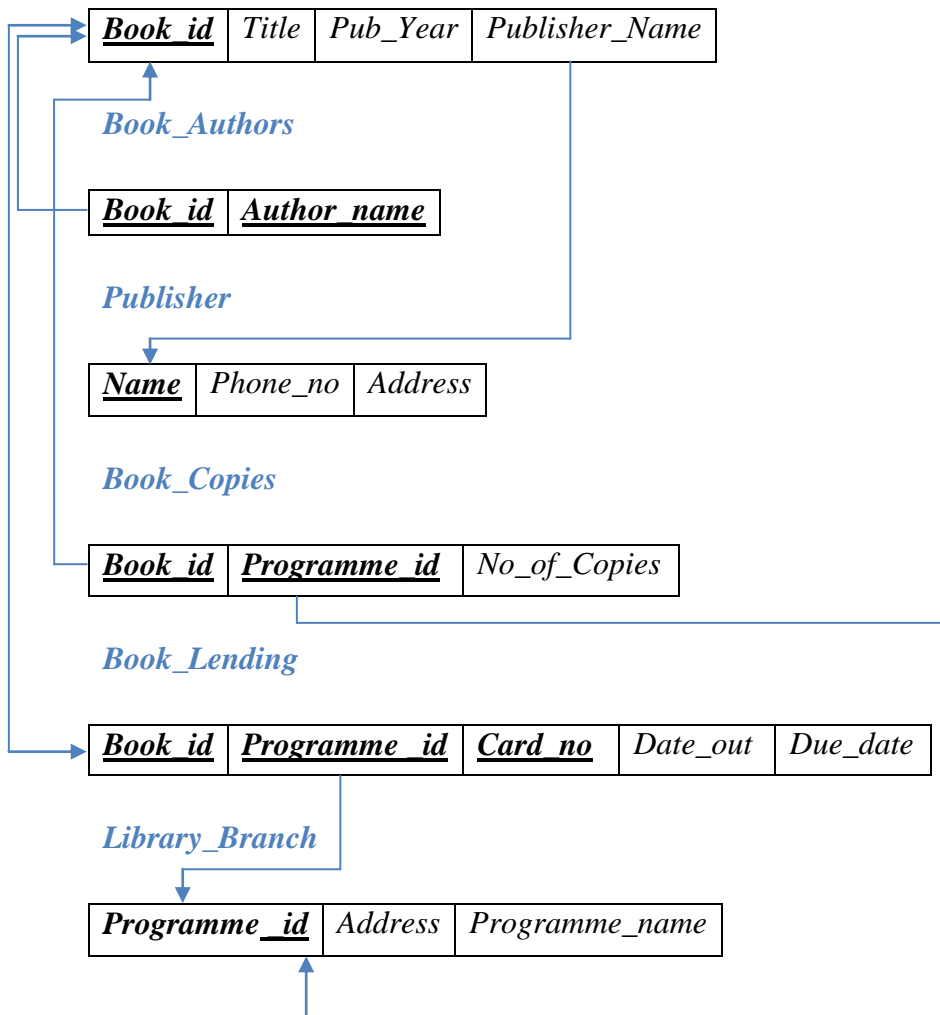 Book_id Title Pub_Year Publisher_Name
Book_Authors
Book_id Author_name
Publisher
Name Phone_no Address
Book_Copies
Book_id Programme_id No_of_Copies
Book_Lending
Book_id Programme _id Card_no Date_out Due_date
Library_Branch
Programme _id Address Programme_name